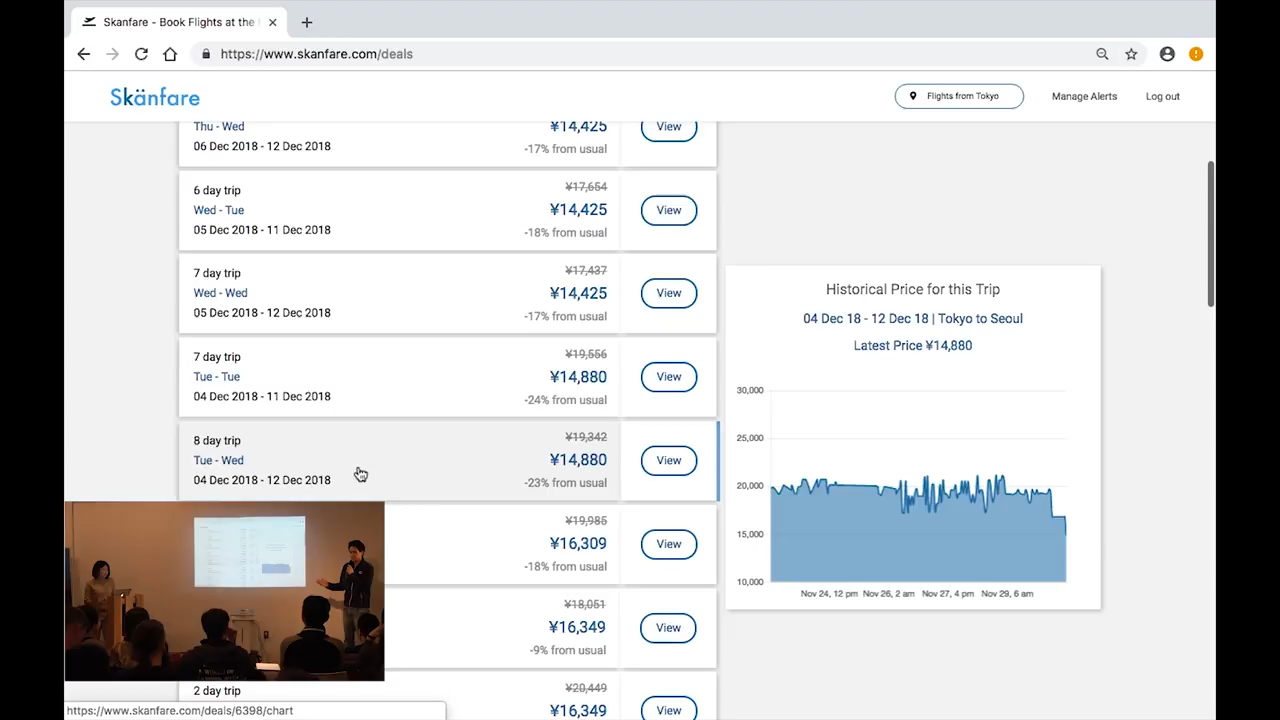 Skanfare - Book Flights at the
https://www.skanfare.com/deals
Skänfare
Flights from Tokyo
Manage Alerts
Log out
Thu - Wed
06 Dec 2018 - 12 Dec 2018
¥14,425
-17% from usual
View
6 day trip
Wed - Tue
05 Dec 2018 - 11 Dec 2018
¥17,654
¥14,425
-18% from usual
View
7 day trip
Wed - Wed
05 Dec 2018 - 12 Dec 2018
¥17,437
¥14,425
-17% from usual
View
7 day trip
Tue - Tue
04 Dec 2018 - 11 Dec 2018
¥19,556
¥14,880
-24% from usual
View
8 day trip
Tue - Wed
04 Dec 2018 - 12 Dec 2018
¥19,342
¥14,880
-23% from usual
View
¥19,985
¥16,309
-18% from usual
View
¥18,051
¥16,349
-9% from usual
View
2 day trip
¥20,449
¥16,349
View
Historical Price for this Trip
04 Dec 18 - 12 Dec 18 | Tokyo to Seoul
Latest Price ¥14,880
30,000
25,000
20,000
15,000
10,000
Nov 24, 12 pm Nov 26, 2 am Nov 27, 4 pm Nov 29, 6 am
https://www.skanfare.com/deals/6398/chart